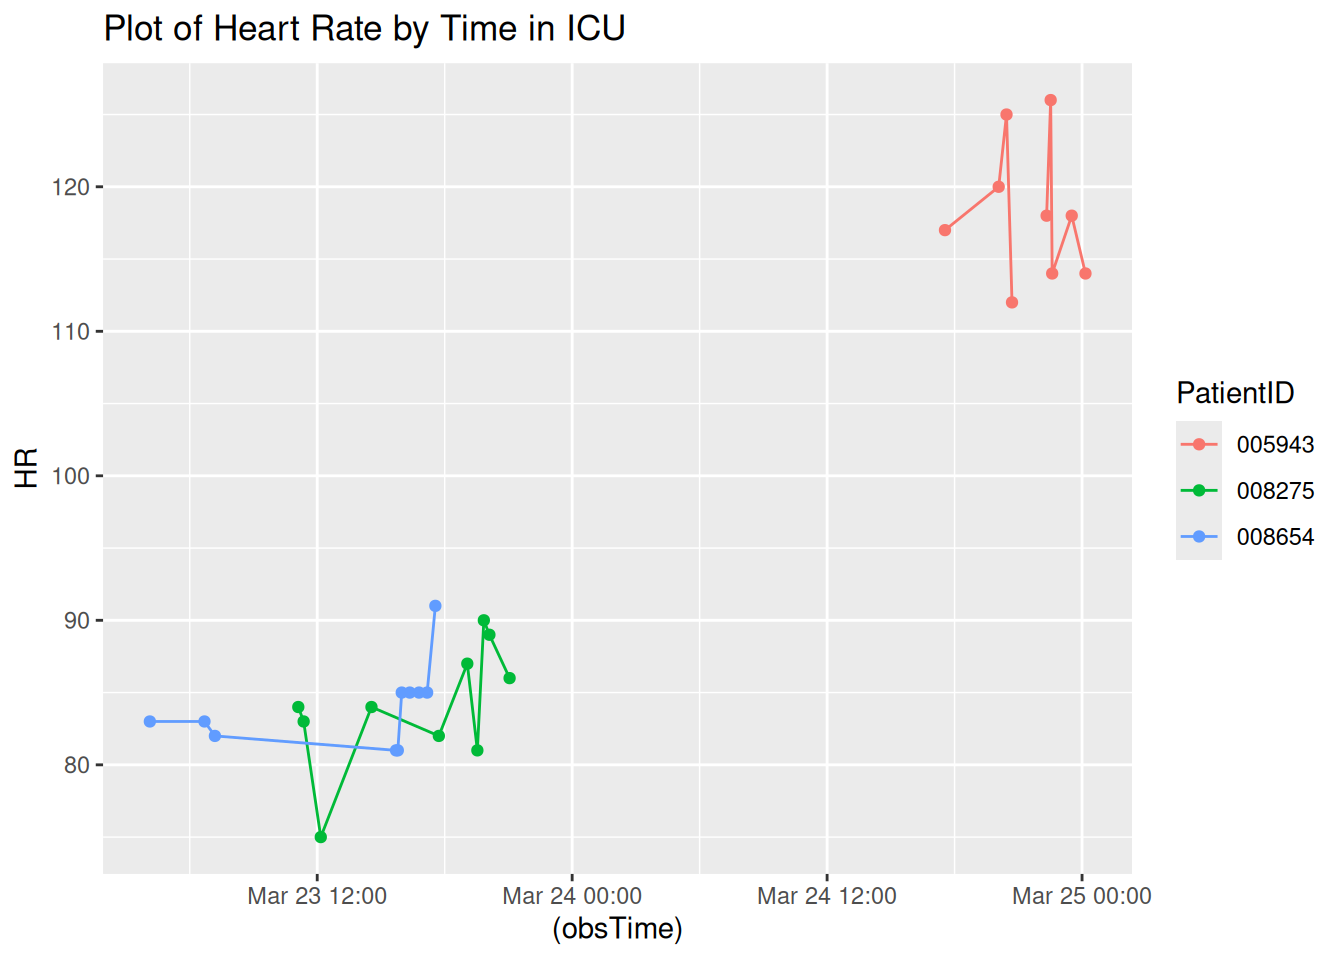 Plot of Heart Rate by Time in ICU
HR
120
110
100
90
80
Mar 23 12:00
Mar 24 00:00
Mar 24 12:00
Mar 25 00:00
(obsTime)
PatientID
005943
008275
008654